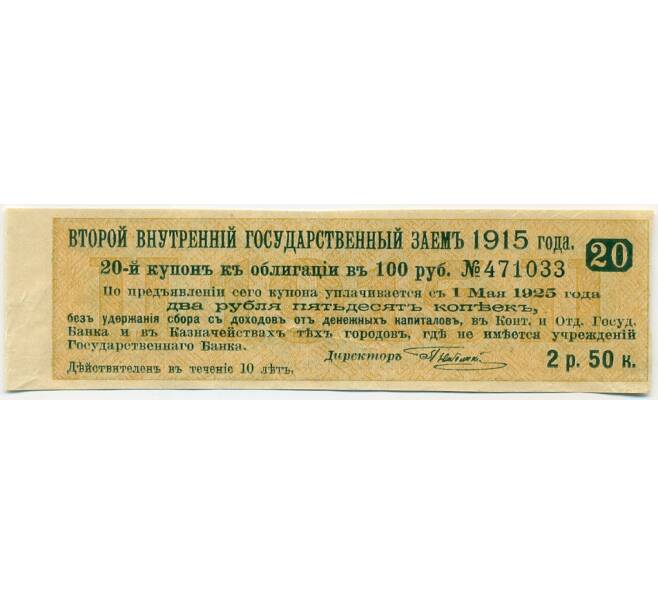 ВТОРОЙ ВНУТРЕННІЙ ГОСУДАРСТВЕННЫЙ ЗАЕМЪ 1915 года. 20
20-й купонъ къ облигаціи въ 100 руб. №471033
По предъявленіи сего купона уплачивается съ 1 Мая 1925 года
два рубля пятьдесятъ копѣекъ,
безъ удержанія сбора съ доходовъ отъ денежныхъ капиталовъ, въ Конт. и Отд. Госуд.
Банка и въ Казначействахъ тѣхъ городовъ, гдѣ не имѣется учрежденій
Государственнаго Банка.
Директоръ
2 р. 50 к.
Дѣйствителенъ въ теченіе 10 лѣтъ.